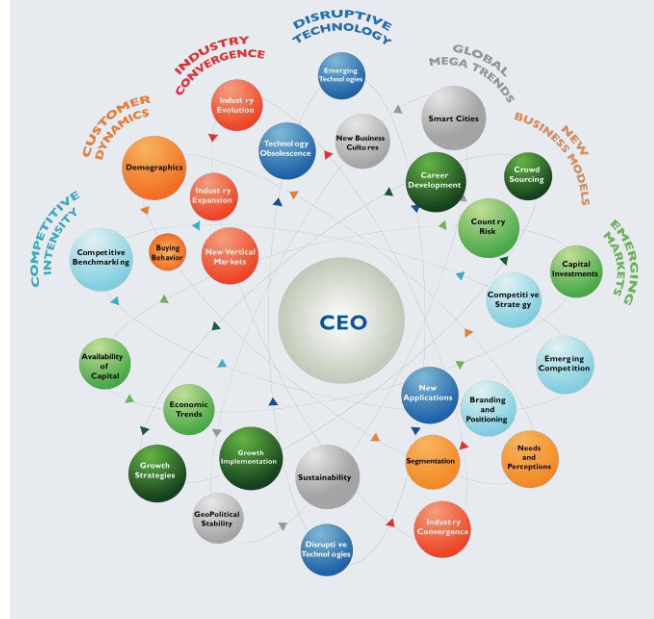 DISRUPTIVE
TECHNOLOGY
INDUSTRY
CONVERGENCE
GLOBAL
MEGA TRENDS
CUSTOMER
DYNAMICS
NEW
BUSINESS MODELS
COMPETITIVE
INTENSITY
EMERGING
MARKETS
Emerging
Technologies
Industry
Evolution
Smart Cities
Technology
Obsolescence
New Business
Cultures
Demographics
Career
Development
Crowd
Sourcing
Industry
Expansion
Country
Risk
Competitive
Benchmarking
Buying
Behavior
New Vertical
Markets
Capital
Investments
Competitive
Strategy
CEO
Availability
of
Capital
Emerging
Competition
New
Applications
Economic
Trends
Branding
and
Positioning
Growth
Strategies
Growth
Implementation
Sustainability
Segmentation
Needs
and
Perceptions
GeoPolitical
Stability
Industry
Convergence
Disruptive
Technologies